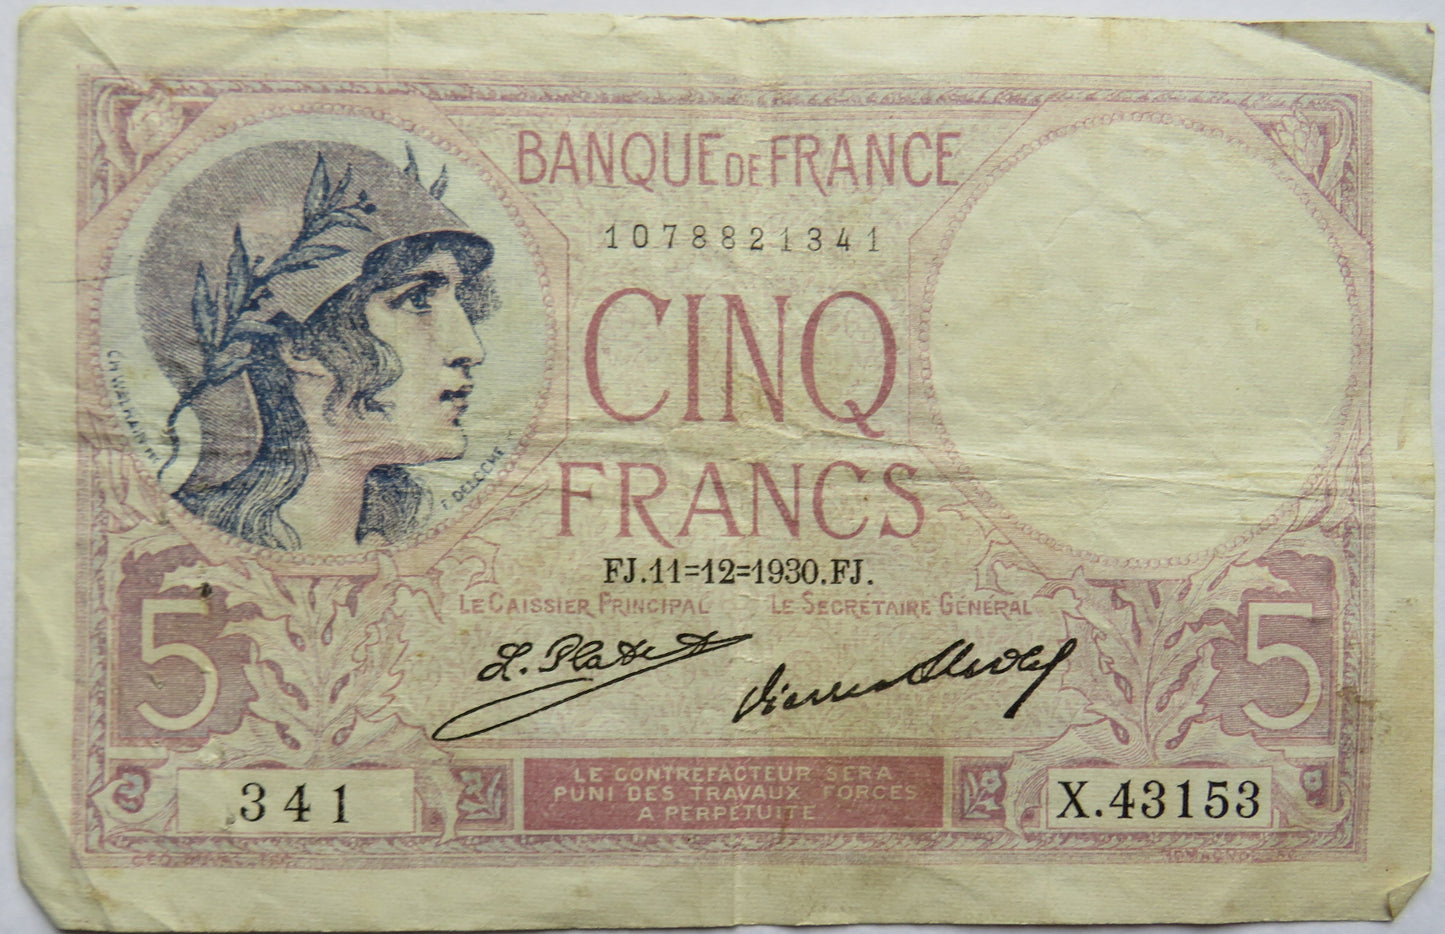 BANQUE DE FRANCE
1078821341
CINQ
FRANCS
FJ.11=12=1930.FJ.
LE CAISSIER PRINCIPAL
LE SECRÉTAIRE GÉNÉRAL
5
5
F. DELOCHE
341
LE CONTREFACTEUR SERA
PUNI DES TRAVAUX FORCÉS
A PERPÉTUITÉ
X.43153